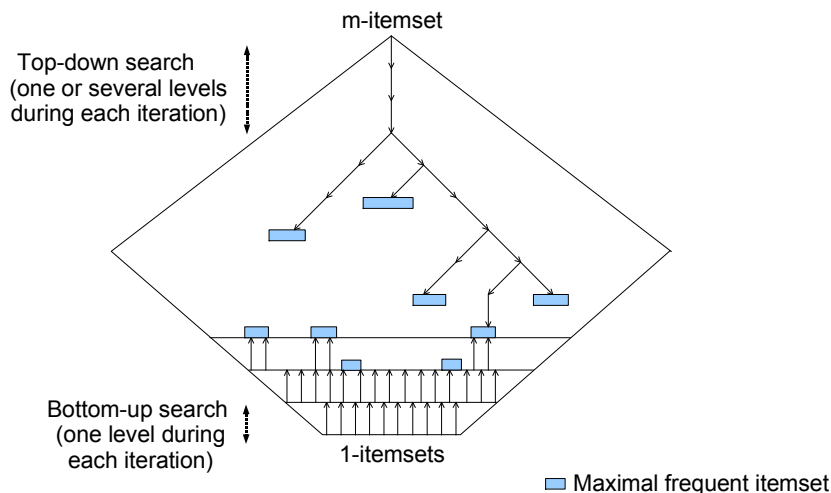 m-itemset
Top-down search
(one or several levels
during each iteration)
Bottom-up search
(one level during
each iteration)
1-itemsets
Maximal frequent itemset